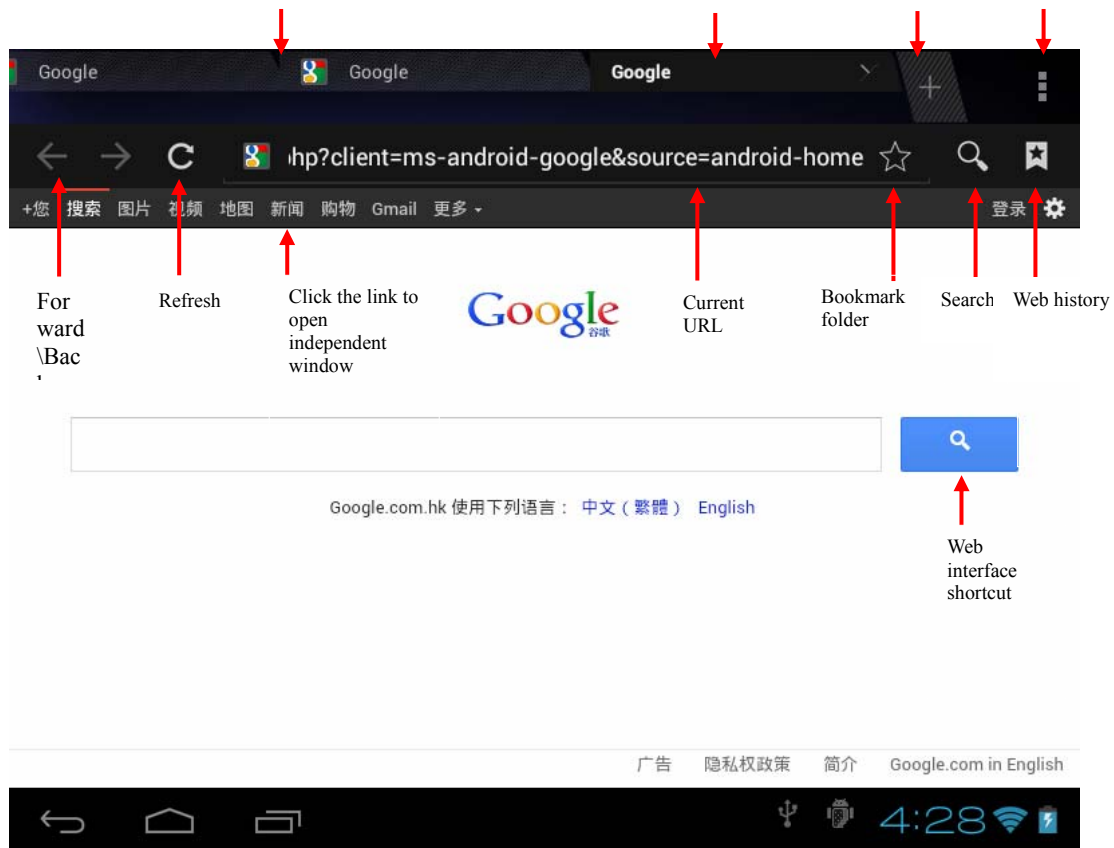 Google Google Google
hp?client=ms-android-google&source=android-home
+您 搜索 图片 视频 地图 新闻 购物 Gmail 更多 登录
For
ward
\Bac
Refresh
Click the link to
open
independent
window
Google
谷歌
Current
URL
Bookmark
folder
Search
Web history
Google.com.hk 使用下列语言： 中文（繁體） English
Web
interface
shortcut
广告 隐私权政策 简介 Google.com in English
4:28